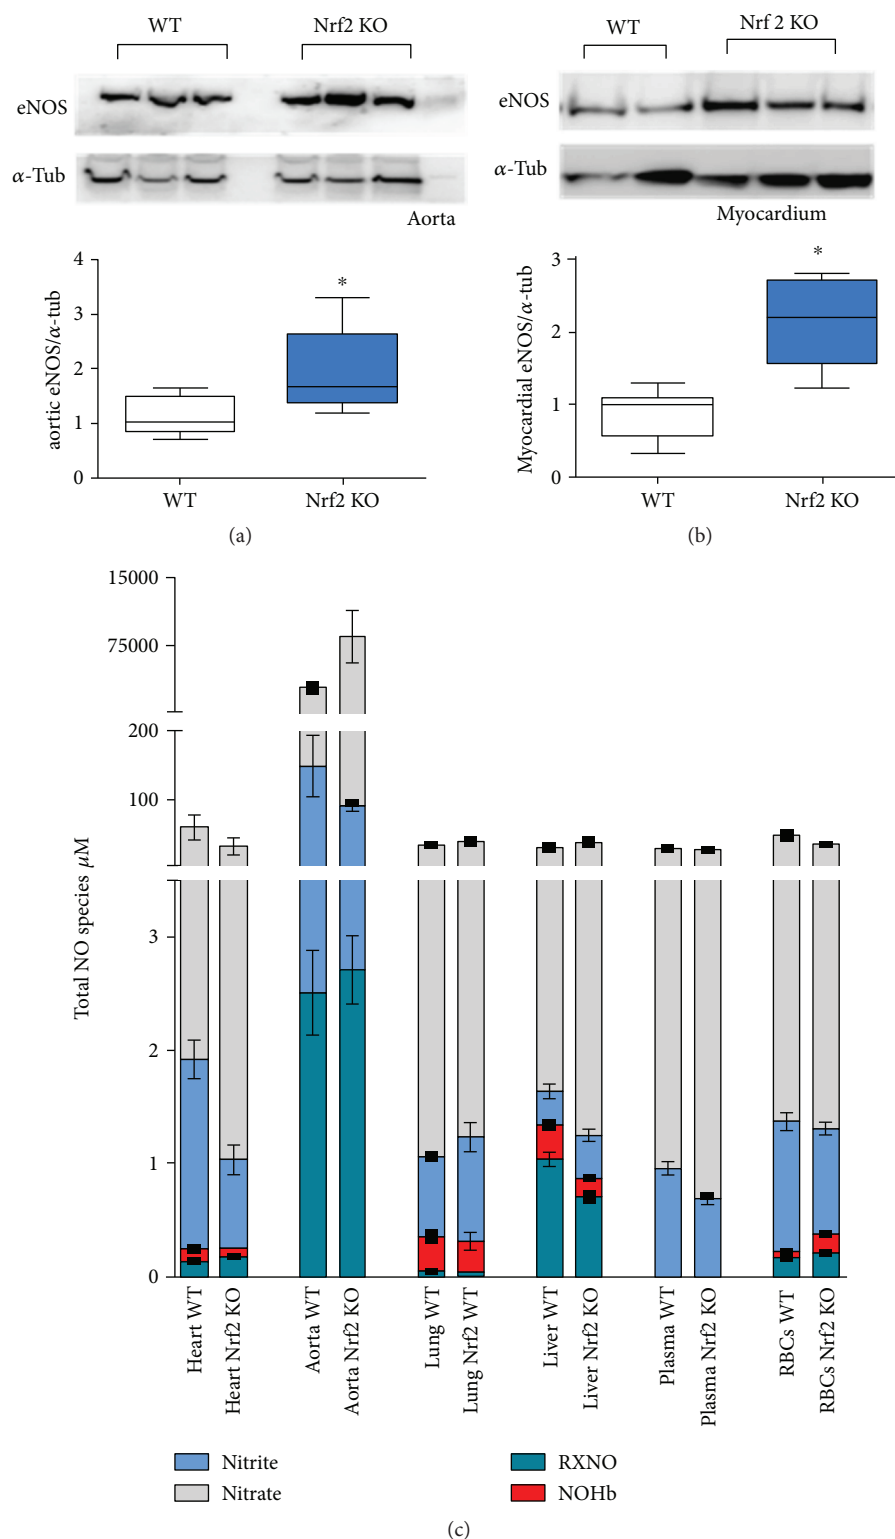 WT
Nrf2 KO
eNOS
α-Tub
Aorta
WT
Nrf 2 KO
eNOS
α-Tub
Myocardium
aortic eNOS/α-tub
4
3
2
1
0
*
WT
Nrf2 KO
(a)
Myocardial eNOS/α-tub
3
2
1
0
*
WT
Nrf2 KO
(b)
Total NO species μM
15000
75000
200
100
3
2
1
0
Heart WT
Heart Nrf2 KO
Aorta WT
Aorta Nrf2 KO
Lung WT
Lung Nrf2 WT
Liver WT
Liver Nrf2 KO
Plasma WT
Plasma Nrf2 KO
RBCs WT
RBCs Nrf2 KO
Nitrite
Nitrate
RXNO
NOHb
(c)